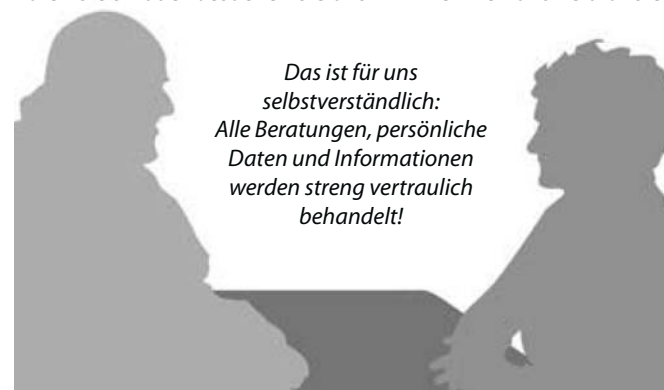 Das ist für uns
selbstverständlich:
Alle Beratungen, persönliche
Daten und Informationen
werden streng vertraulich
behandelt!